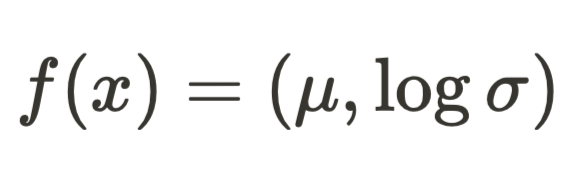 f(x) = (μ, log σ)